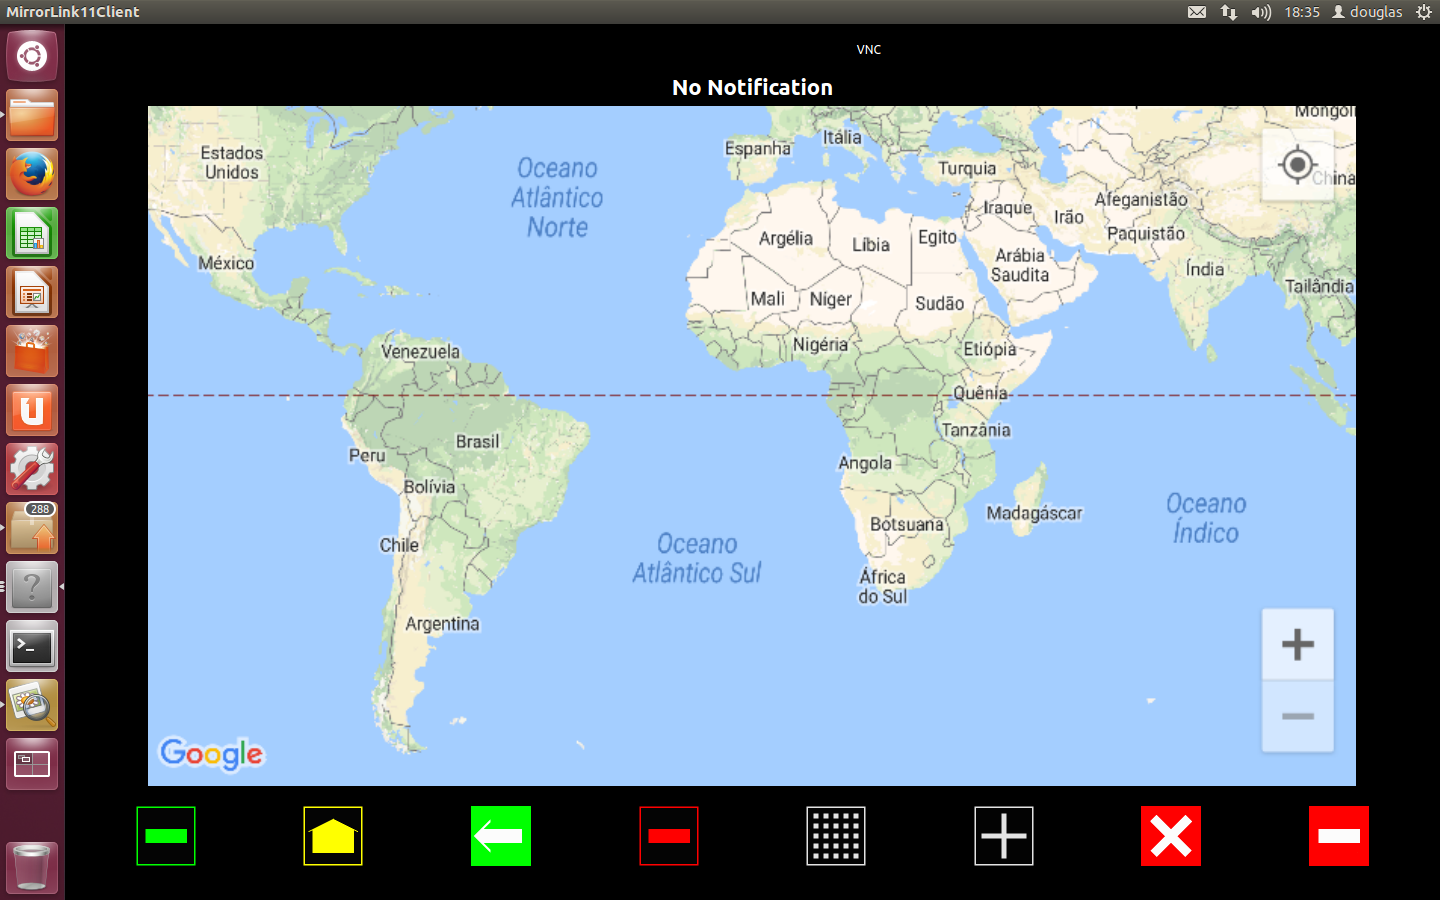 MirrorLink11Client
18:35
douglas
VNC
No Notification
288
Mongol
Estados
Unidos
Oceano
Atlântico
Norte
Espanha
Itália
Turquia
China
Iraque
Irão
Afeganistão
Paquistão
Argélia
Líbia
Egito
Arábia
Saudita
México
Índia
Tailândia
Mali
Níger
Sudão
Nigéria
Etiópia
Venezuela
Quênia
Brasil
Tanzânia
Peru
Angola
Bolívia
Madagáscar
Botsuana
Oceano
Índico
Chile
Oceano
Atlântico Sul
África
do Sul
Argentina
Google